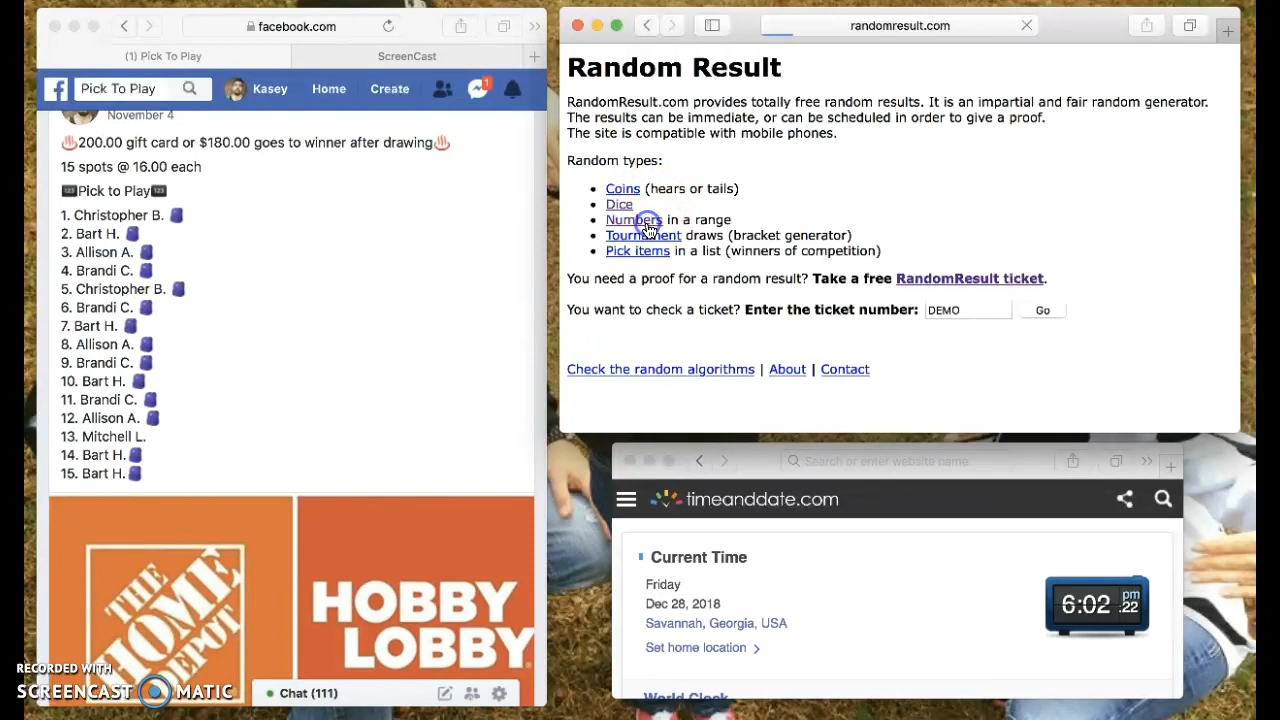 facebook.com
(1) Pick To Play
ScreenCast
Pick To Play
Kasey
Home
Create
1
November 4
♨️200.00 gift card or $180.00 goes to winner after drawing♨️
15 spots @ 16.00 each
Pick to Play
1. Christopher B.
2. Bart H.
3. Allison A.
4. Brandi C.
5. Christopher B.
6. Brandi C.
7. Bart H.
8. Allison A.
9. Brandi C.
10. Bart H.
11. Brandi C.
12. Allison A.
13. Mitchell L.
14. Bart H.
15. Bart H.
THE HOME DEPOT
HOBBY LOBBY
Chat (111)
RECORDED WITH
SCREENCAST MATIC
randomresult.com
Random Result
RandomResult.com provides totally free random results. It is an impartial and fair random generator.
The results can be immediate, or can be scheduled in order to give a proof.
The site is compatible with mobile phones.
Random types:
• Coins (hears or tails)
• Dice
• Numbers in a range
• Tournament draws (bracket generator)
• Pick items in a list (winners of competition)
You need a proof for a random result? Take a free RandomResult ticket.
You want to check a ticket? Enter the ticket number: DEMO Go
Check the random algorithms | About | Contact
Search or enter website name
timeanddate.com
Current Time
Friday
Dec 28, 2018
Savannah, Georgia, USA
Set home location >
6:02 pm .22
World Clock